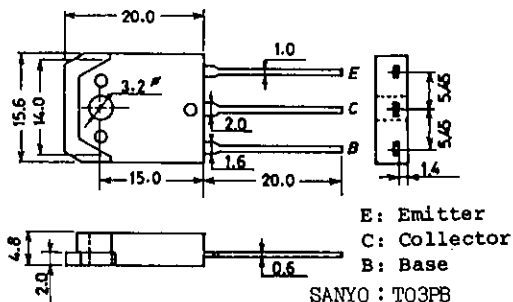 20.0
1.0
E
3.2ø
15.6
14.0
C
2.0
5.45
5.45
B
1.6
15.0
20.0
1.4
E: Emitter
C: Collector
B: Base
4.8
2.0
0.6
SANYO : TO3PB